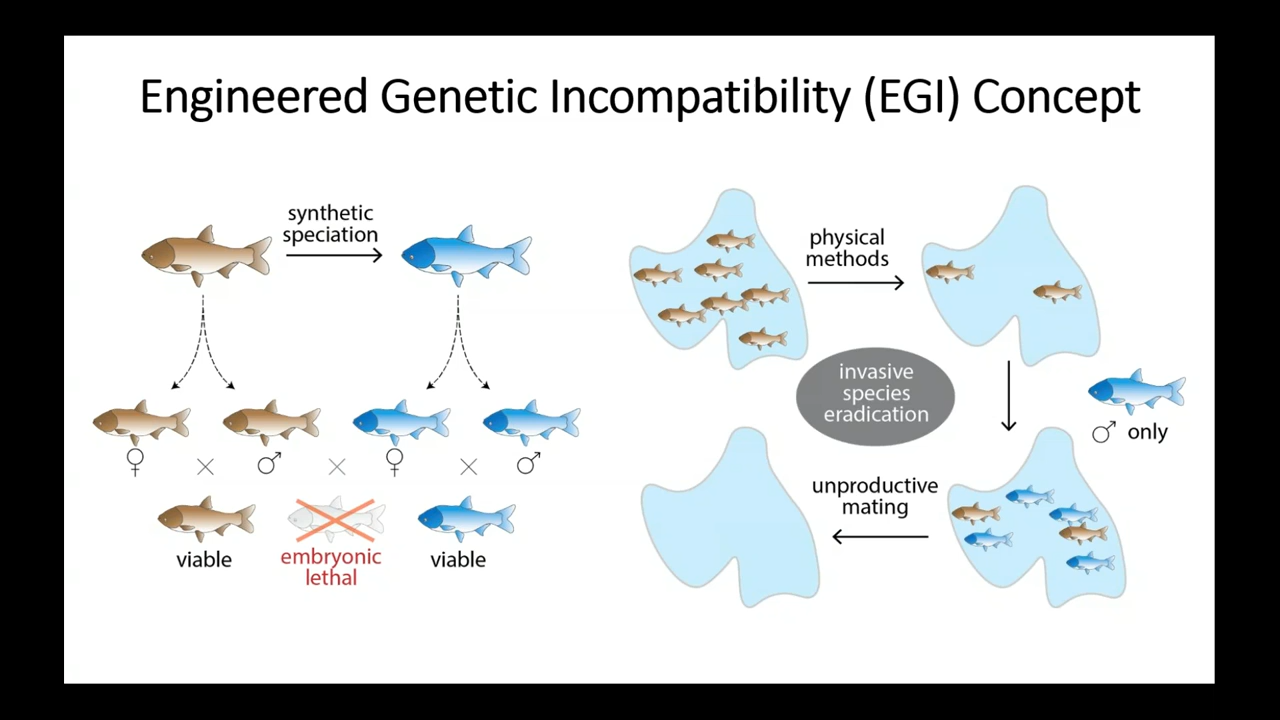 Engineered Genetic Incompatibility (EGI) Concept
synthetic
speciation
♀ × ♂ × ♀ × ♂
viable
embryonic
lethal
viable
physical
methods
invasive
species
eradication
♂ only
unproductive
mating